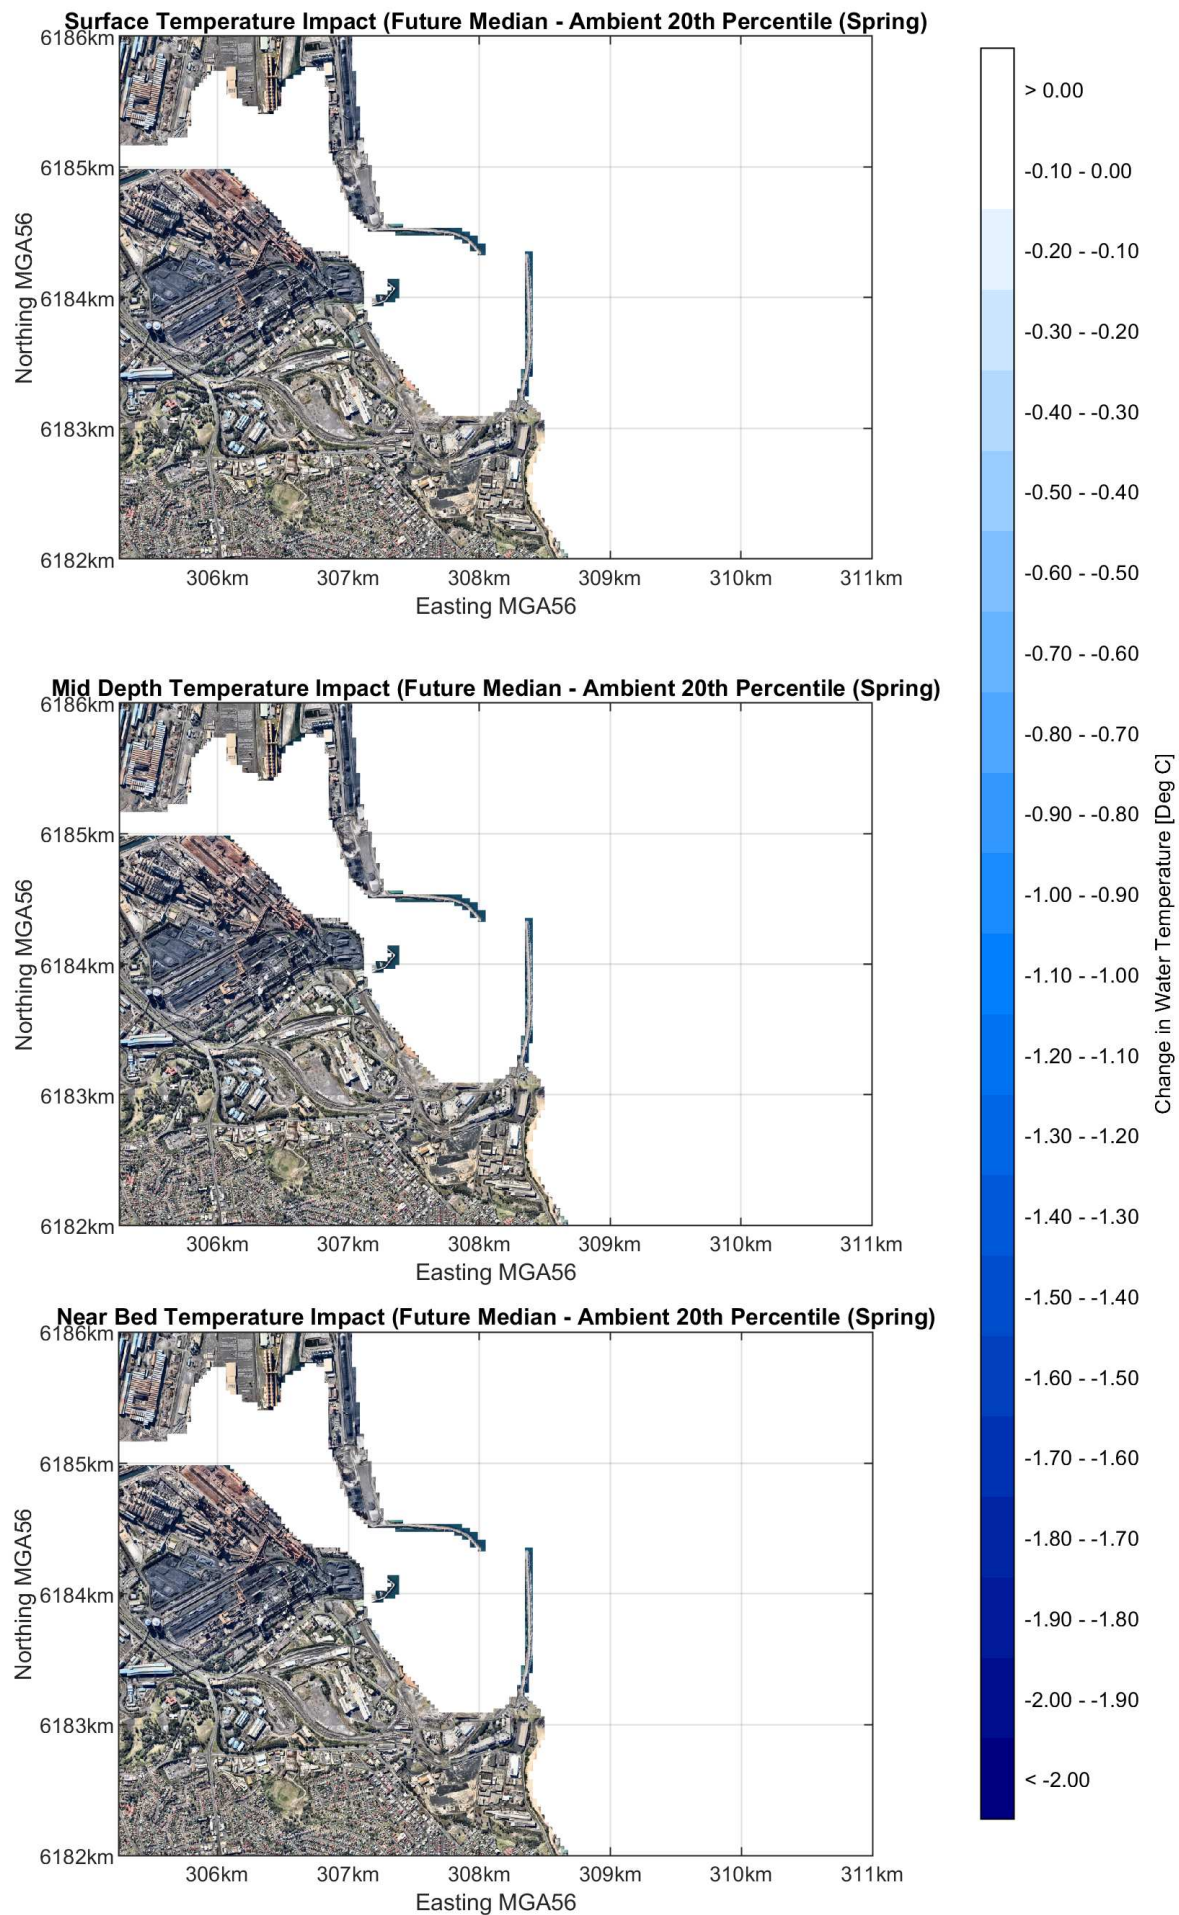 Surface Temperature Impact (Future Median - Ambient 20th Percentile (Spring)
6186km
6185km
6184km
6183km
6182km
Northing MGA56
306km 307km 308km 309km 310km 311km
Easting MGA56
Mid Depth Temperature Impact (Future Median - Ambient 20th Percentile (Spring)
6186km
6185km
6184km
6183km
6182km
Northing MGA56
306km 307km 308km 309km 310km 311km
Easting MGA56
Near Bed Temperature Impact (Future Median - Ambient 20th Percentile (Spring)
6186km
6185km
6184km
6183km
6182km
Northing MGA56
306km 307km 308km 309km 310km 311km
Easting MGA56
> 0.00
-0.10 - 0.00
-0.20 - -0.10
-0.30 - -0.20
-0.40 - -0.30
-0.50 - -0.40
-0.60 - -0.50
-0.70 - -0.60
-0.80 - -0.70
-0.90 - -0.80
-1.00 - -0.90
-1.10 - -1.00
-1.20 - -1.10
-1.30 - -1.20
-1.40 - -1.30
-1.50 - -1.40
-1.60 - -1.50
-1.70 - -1.60
-1.80 - -1.70
-1.90 - -1.80
-2.00 - -1.90
< -2.00
Change in Water Temperature [Deg C]